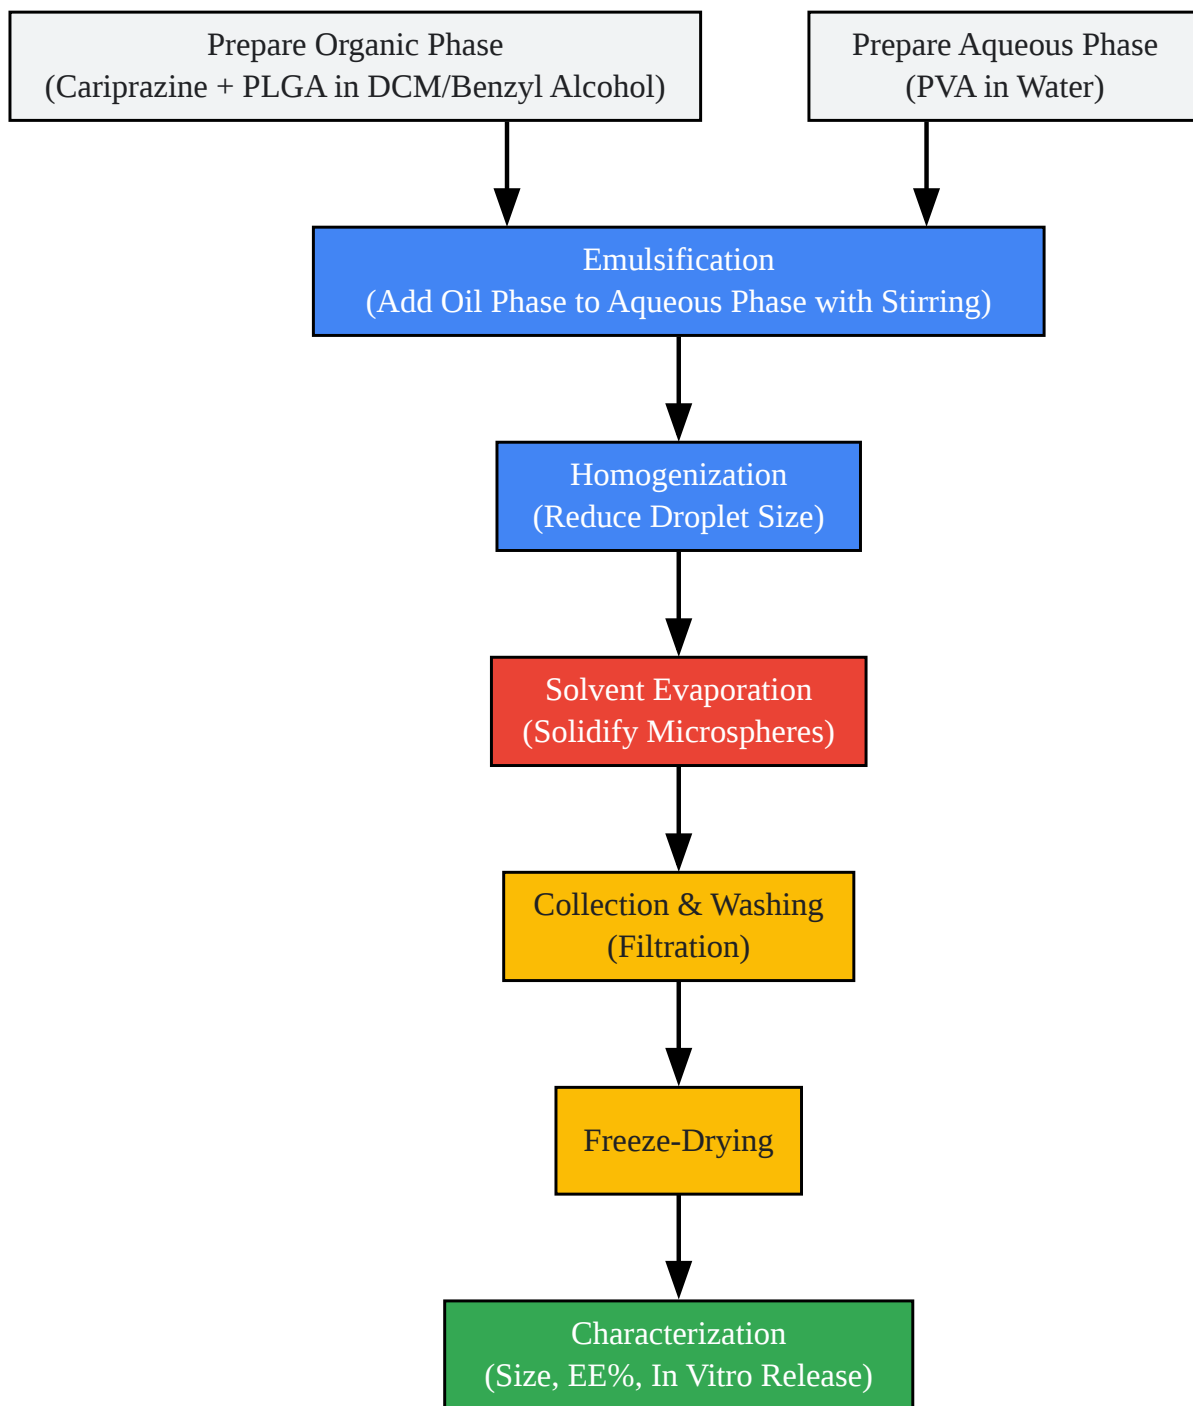 Prepare Organic Phase
(Cariprazine + PLGA in DCM/Benzyl Alcohol)
Prepare Aqueous Phase
(PVA in Water)
Emulsification
(Add Oil Phase to Aqueous Phase with Stirring)
Homogenization
(Reduce Droplet Size)
Solvent Evaporation
(Solidify Microspheres)
Collection & Washing
(Filtration)
Freeze-Drying
Characterization
(Size, EE%, In Vitro Release)